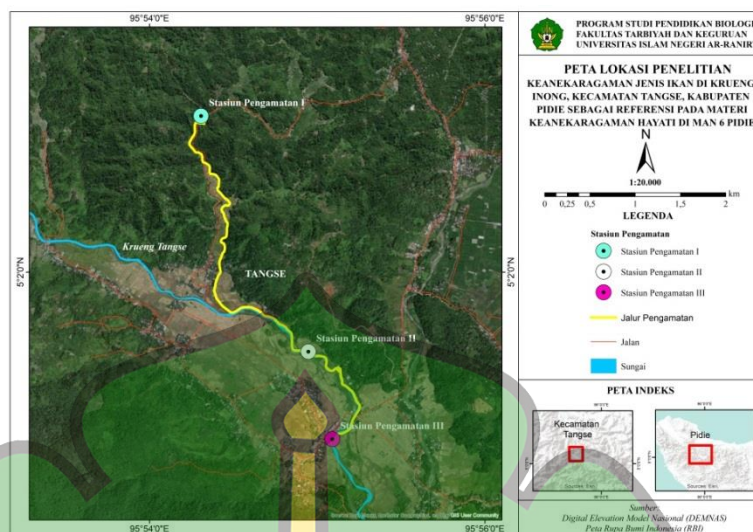 95°54'0"E
95°56'0"E
Stasiun Pengamatan I
Krueng Tangse
TANGSE
5°2'0"N
5°2'0"N
Stasiun Pengamatan II
Stasiun Pengamatan III
95°54'0"E
95°56'0"E
PROGRAM STUDI PENDIDIKAN BIOLOGI
FAKULTAS TARBIYAH DAN KEGURUAN
UNIVERSITAS ISLAM NEGERI AR-RANIR
PETA LOKASI PENELITIAN
KEANEKARAGAMAN JENIS IKAN DI KRUENG
INONG, KECAMATAN TANGSE, KABUPATEN
PIDIE SEBAGAI REFERENSI PADA MATERI
KEANEKARAGAMAN HAYATI DI MAN 6 PIDIE
N
1:20.000
km
0 0,25 0,5 1 1,5 2
LEGENDA
Stasiun Pengamatan
Stasiun Pengamatan I
Stasiun Pengamatan II
Stasiun Pengamatan III
Jalur Pengamatan
Jalan
Sungai
PETA INDEKS
Kecamatan
Tangse
Pidie
Sources: Esri
Sources: Esri
Sumber:
Digital Elevation Model Nasional (DEMNAS)
Peta Rupa Bumi Indonesia (RBI)